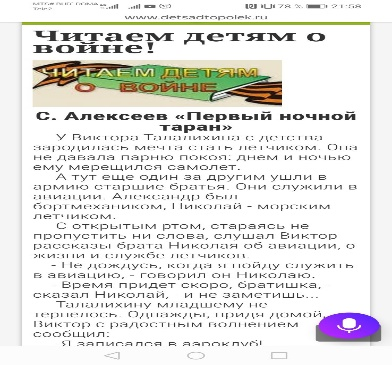 78 % 21:58
www.detsadtopolek.ru
Читаем детям о
войне!
ЧИТАЕМ ДЕТЯМ
О ВОЙНЕ
С. Алексеев «Первый ночной
таран»
У Виктора Талалихина с детства
зародилась мечта стать летчиком. Она
не давала парню покоя: днем и ночью
ему мерещился самолет.
А тут еще один за другим ушли в
армию старшие братья. Они служили в
авиации. Александр был
бортмехаником, Николай - морским
летчиком.
С открытым ртом, стараясь не
пропустить ни слова, слушал Виктор
рассказы брата Николая об авиации, о
жизни и службе летчиков.
- Не дождусь, когда я пойду служить
в авиацию, - говорил он Николаю.
Время придет скоро, братишка,
сказал Николай, и не заметишь...
Талалихину младшему не
терпелось. Однажды, придя домой,
Виктор с радостным волнением
сообщил:
Я записался в аэроклуб!